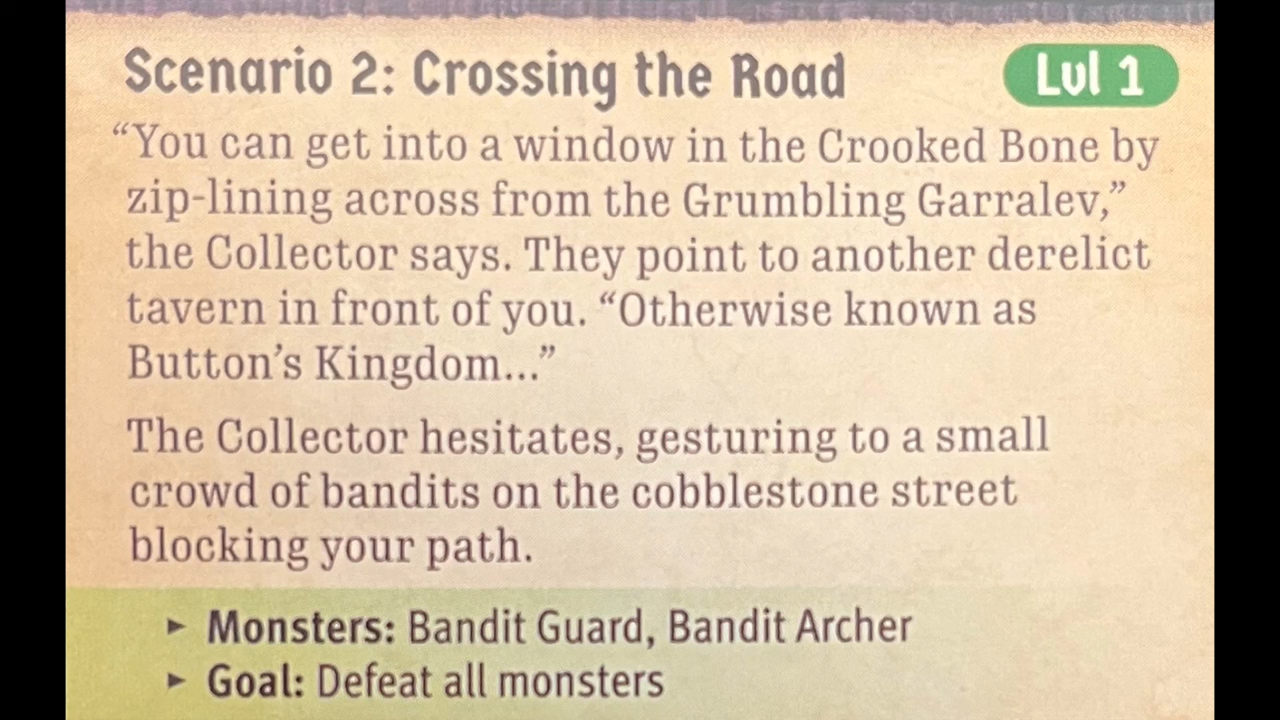 Scenario 2: Crossing the Road
Lvl 1
“You can get into a window in the Crooked Bone by
zip-lining across from the Grumbling Garralev,”
the Collector says. They point to another derelict
tavern in front of you. “Otherwise known as
Button’s Kingdom...”
The Collector hesitates, gesturing to a small
crowd of bandits on the cobblestone street
blocking your path.
► Monsters: Bandit Guard, Bandit Archer
► Goal: Defeat all monsters